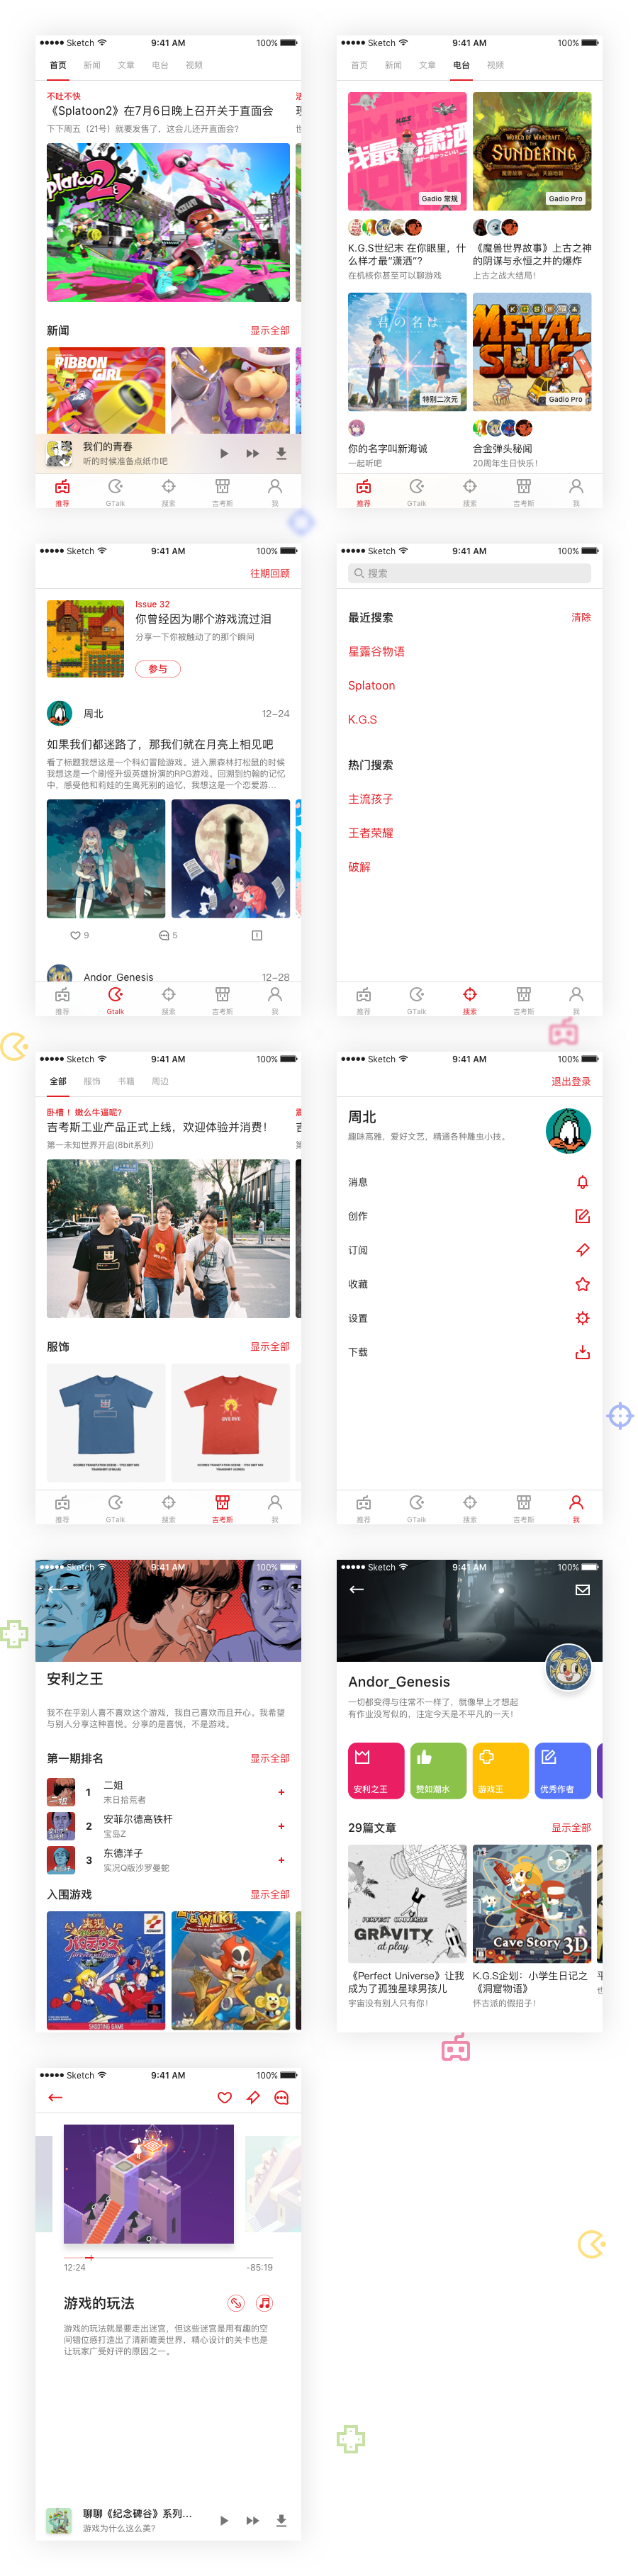 Sketch 9:41 AM 100%
首页 新闻 文章 电台 视频
不吐不快
《Splatoon2》在7月6日晚上召开关于直面会
下下周五（21号）就要发售啦，怎么还开直面会！
Splatoon 2
新闻 显示全部
RIBBON GIRL
我们的青春
听的时候准备点纸巾吧
推荐 GTalk 搜索 吉考斯 我
Sketch 9:41 AM 100%
首页 新闻 文章 电台 视频
Gadio 常规
Gadio Pro
K.G.S世纪末 在你眼里，什么样才最“潇洒”？
在机核你甚至可以聊游戏
《魔兽世界故事》上古之神的阴谋与永恒之井的爆炸
上古之战大结局！
君の名は
特别二次元
METAL SLUG
Gadio Pro
你的名字叫新海诚
一起听吧
合金弹头秘闻
20周年生日快乐！
推荐 GTalk 搜索 吉考斯 我
Sketch 9:41 AM 100%
往期回顾
Issue 32
你曾经因为哪个游戏流过泪
分享一下你被触动了的那个瞬间
参与
周北 12-24
如果我们都迷路了，那我们就在月亮上相见吧
看了标题我想这是一个科幻冒险游戏。进入黑森林打松鼠的时候
我想这是一个刷怪升级英雄扮演的RPG游戏。回溯到约翰的记忆
中，感受他和莉娃的生离死别的追忆，我想这是一个恋爱游...
9 5
Andor_Genosis 12-28
推荐 Gtalk 搜索 吉考斯 我
Sketch 9:41 AM 100%
搜索
最近搜索 清除
星露谷物语
Splatoon
K.G.S
热门搜索
主流孩子
王者荣耀
破解
推荐 GTalk 搜索 吉考斯 我
Sketch 9:41 AM 100%
全部 服饰 书籍 周边
卧槽！ 嫩么牛逼呢?
吉考斯工业产品正式上线，欢迎体验并消费！
第一未知世界开启(8bit系列)
服饰 显示全部
推荐 GTalk 搜索 吉考斯 我
Sketch 9:41 AM 100%
退出登录
周北
趣味高雅，爱好文艺，精通各种雕虫小技。
消息
创作
订阅
收藏
设置
下载
推荐 GTalk 搜索 吉考斯 我
Sketch 9:41 AM 100%
安利之王
我不在乎别人喜不喜欢这个游戏，我自己喜欢而且开心。我希望
与别人分享，这种喜欢。分享的是喜悦，不是游戏。
第一期排名 显示全部
1 二姐
末日拾荒者
2 安菲尔德高铁杆
宝岛Z
3 东德洋子
实况Q版沙罗曼蛇
入围游戏 显示全部
Sketch 9:41 AM 100%
Andor_Genosis
一切都变得与往常不一样了，就像早上才想起
有作业没写似的，注定今天是不平凡的一天！
安利之王 赞如潮水 游戏王 优秀作者
29篇文章 显示全部
PERFECT UNIVERSE
GRAVITY
at play
Cave Story 3D
《Perfect Universe》让我成为了孤独星球男孩儿
K.G.S企划：小学生日记之《洞窟物语》
估古派的假招子？
1:19 -85:19
游戏的玩法
游戏的玩法就是要走出迷宫。但这些迷宫是用有趣的空
间错位感打造出了清新唯美世界，精心设计的关卡也是
让玩家广受好评的原因之一。
聊聊《纪念碑谷》系列...
游戏为什么这么美?